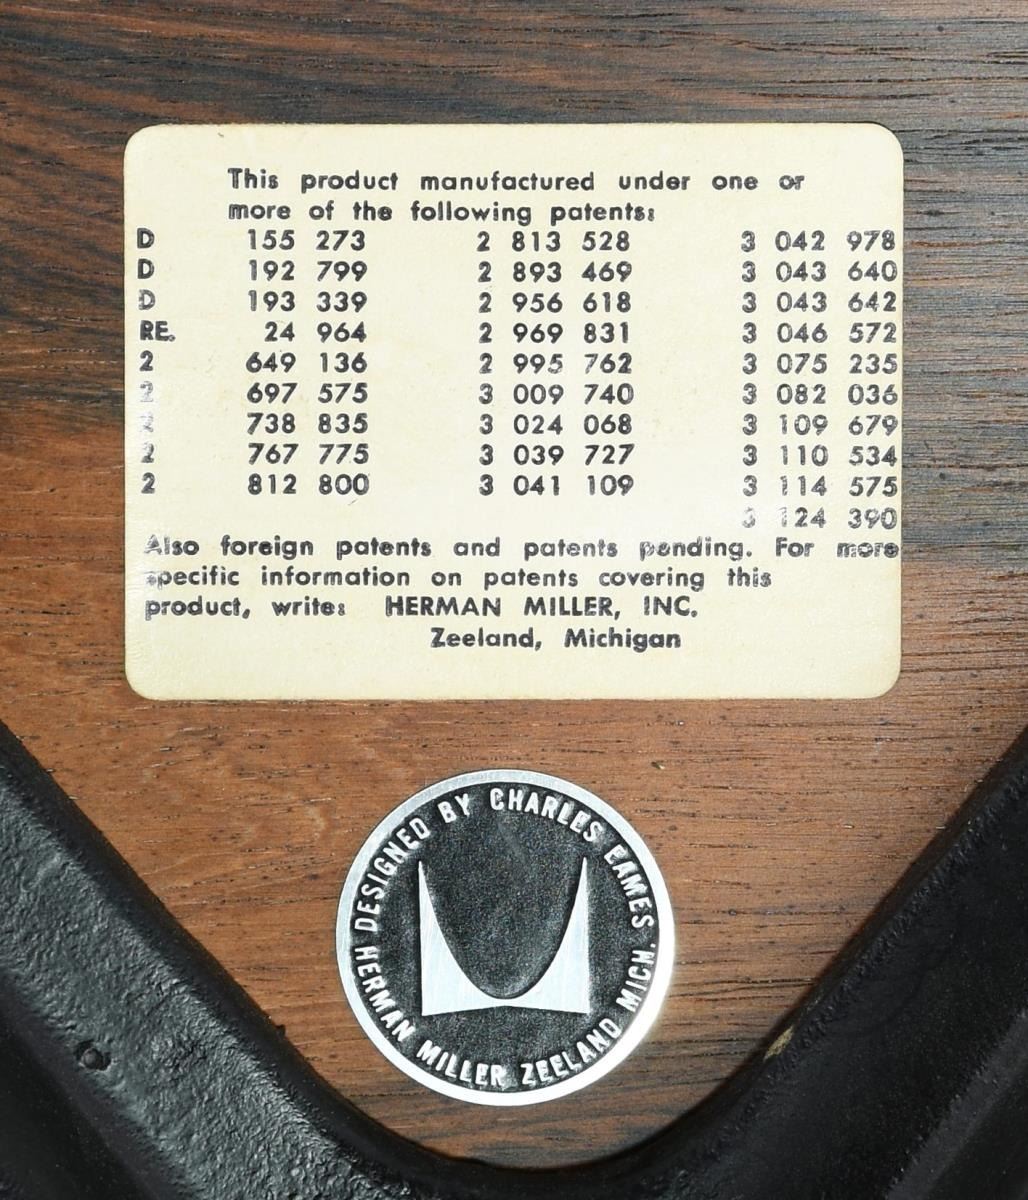 This product manufactured under one or
more of the following patents:
D 155 273 2 813 528 3 042 978
D 192 799 2 893 469 3 043 640
D 193 339 2 956 618 3 043 642
RE. 24 964 2 969 831 3 046 572
2 649 136 2 995 762 3 075 235
2 697 575 3 009 740 3 082 036
2 738 835 3 024 068 3 109 679
2 767 775 3 039 727 3 110 534
2 812 800 3 041 109 3 114 575
3 124 390
Also foreign patents and patents pending. For more
specific information on patents covering this
product, write: HERMAN MILLER, INC.
Zeeland, Michigan
DESIGNED BY CHARLES EAMES
HERMAN MILLER ZEELAND MICH.